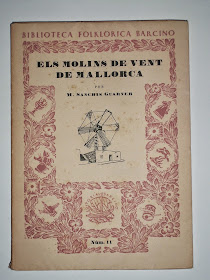 BIBLIOTECA FOLKLÒRICA BARCINO
ELS MOLINS DE VENT
DE MALLORCA
PER
M. SANCHIS GUARNER
Núm. 11